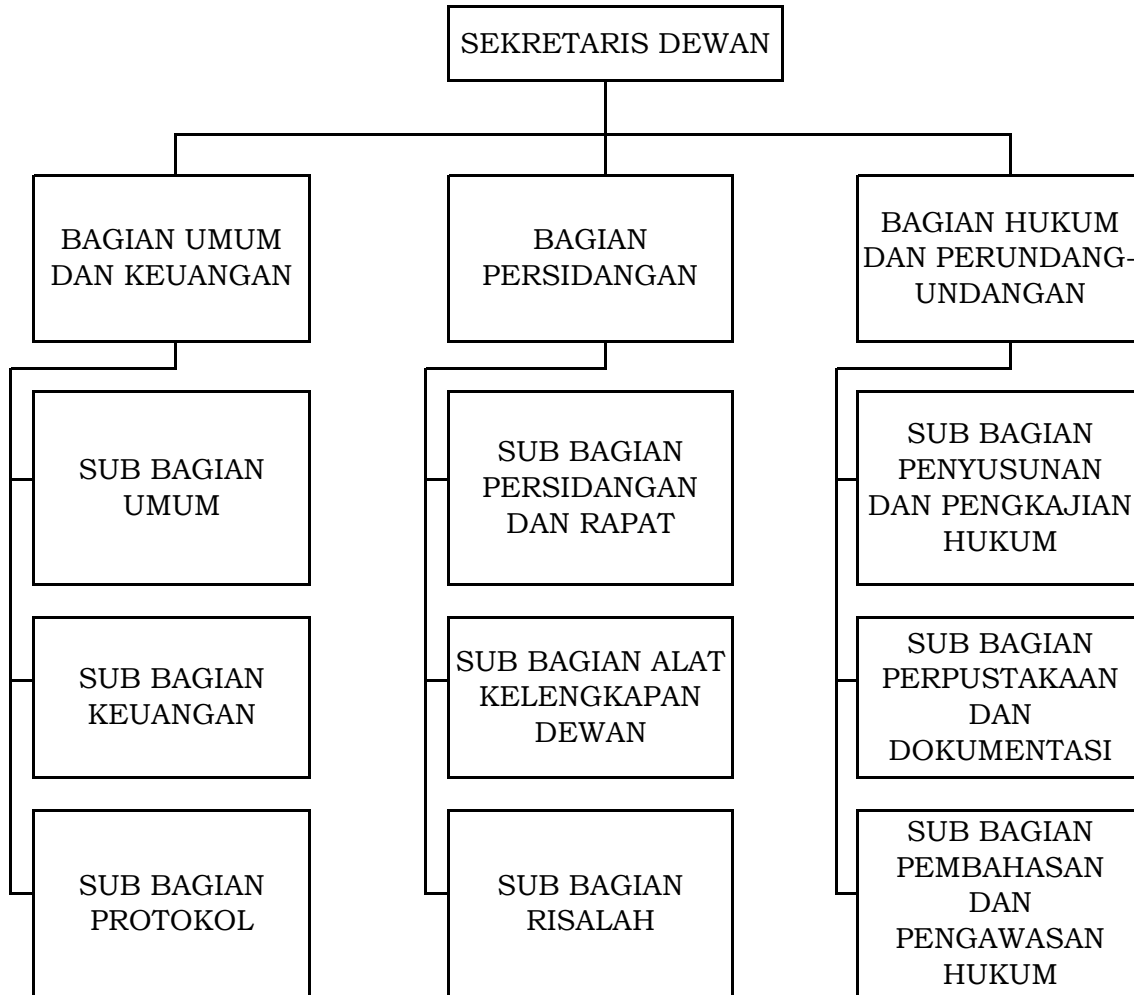 SEKRETARIS DEWAN
BAGIAN UMUM
DAN KEUANGAN
BAGIAN
PERSIDANGAN
BAGIAN HUKUM
DAN PERUNDANG-
UNDANGAN
SUB BAGIAN
UMUM
SUB BAGIAN
PERSIDANGAN
DAN RAPAT
SUB BAGIAN
PENYUSUNAN
DAN PENGKAJIAN
HUKUM
SUB BAGIAN
KEUANGAN
SUB BAGIAN ALAT
KELENGKAPAN
DEWAN
SUB BAGIAN
PERPUSTAKAAN
DAN
DOKUMENTASI
SUB BAGIAN
PROTOKOL
SUB BAGIAN
RISALAH
SUB BAGIAN
PEMBAHASAN
DAN
PENGAWASAN
HUKUM